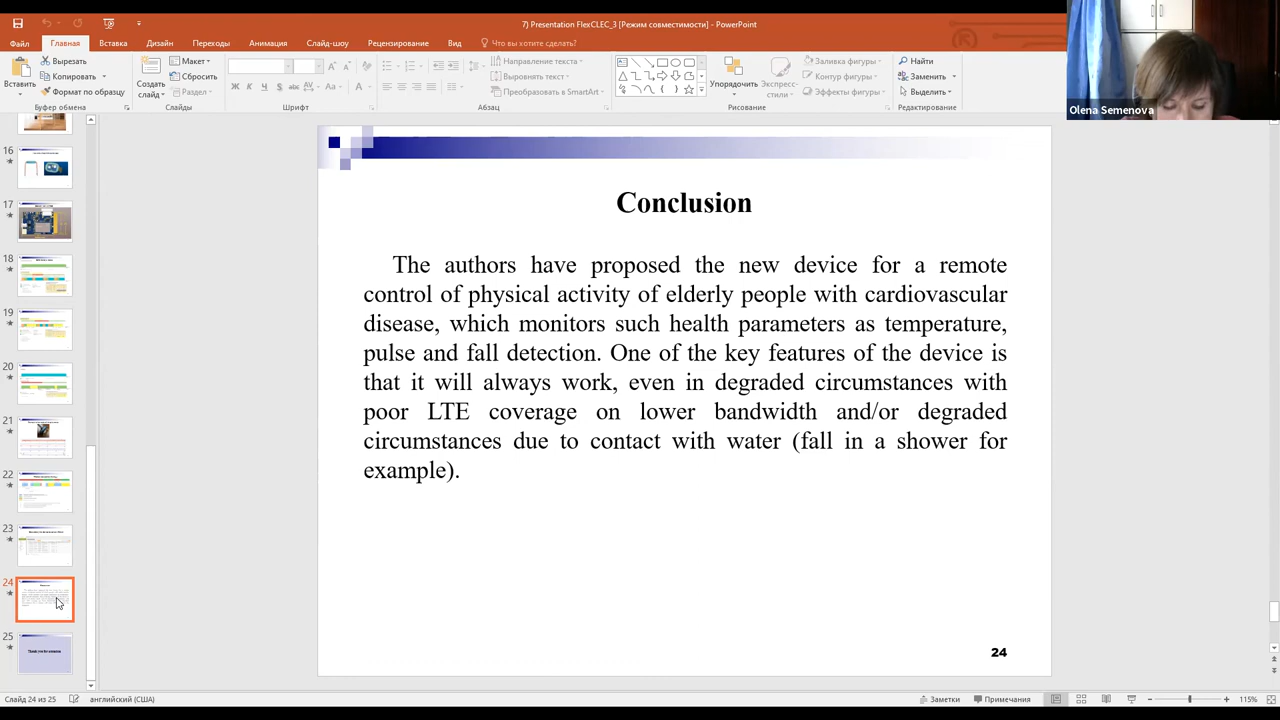 7) Presentation FlexCLEC_3 [Режим совместимости] - PowerPoint
Файл Главная Вставка Дизайн Переходы Анимация Слайд-шоу Рецензирование Вид Что вы хотите сделать?
Вставить
Вырезать
Копировать
Формат по образцу
Буфер обмена
Создать слайд
Макет
Сбросить
Раздел
Слайды
Шрифт
Направление текста
Выровнять текст
Преобразовать в SmartArt
Абзац
Упорядочить
Экспресс-стили
Заливка фигуры
Контур фигуры
Эффекты фигуры
Рисование
Найти
Заменить
Выделить
Редактирование
Olena Semenova
16
17
18
19
20
21
22
23
24
25
Conclusion
The authors have proposed the new device for a remote
control of physical activity of elderly people with cardiovascular
disease, which monitors such health parameters as temperature,
pulse and fall detection. One of the key features of the device is
that it will always work, even in degraded circumstances with
poor LTE coverage on lower bandwidth and/or degraded
circumstances due to contact with water (fall in a shower for
example).
24
Слайд 24 из 25 английский (США) Заметки Примечания 115%